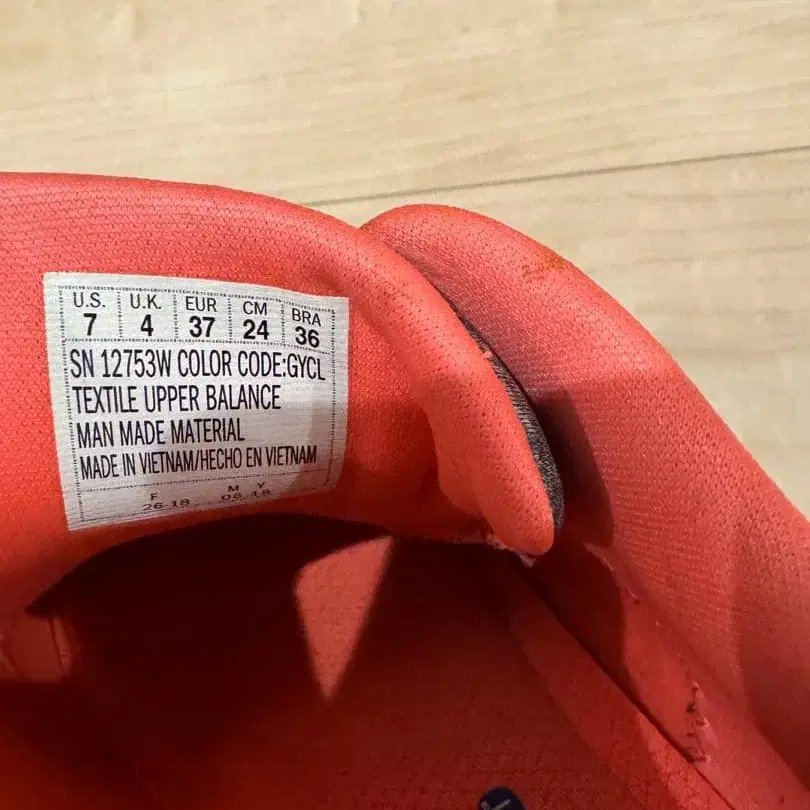 U.S. U.K. EUR CM BRA
7 4 37 24 36
SN 12753W COLOR CODE:GYCL
TEXTILE UPPER BALANCE
MAN MADE MATERIAL
MADE IN VIETNAM/HECHO EN VIETNAM
F M Y
26-18 06-18